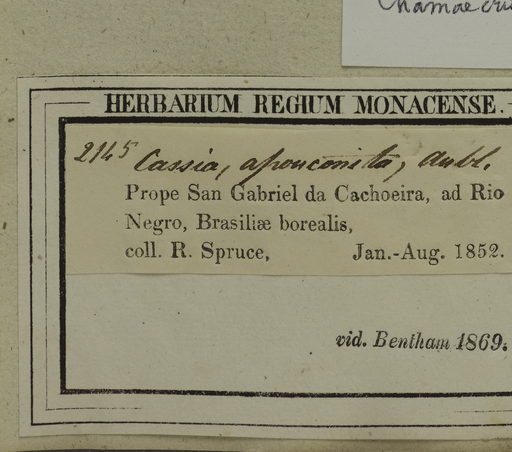 Chamaecri
HERBARIUM REGIUM MONACENSE.
2145 Cassia, apoucouita, Aubl.
Prope San Gabriel da Cachoeira, ad Rio
Negro, Brasiliæ borealis,
coll. R. Spruce, Jan.-Aug. 1852.
vid. Bentham 1869.